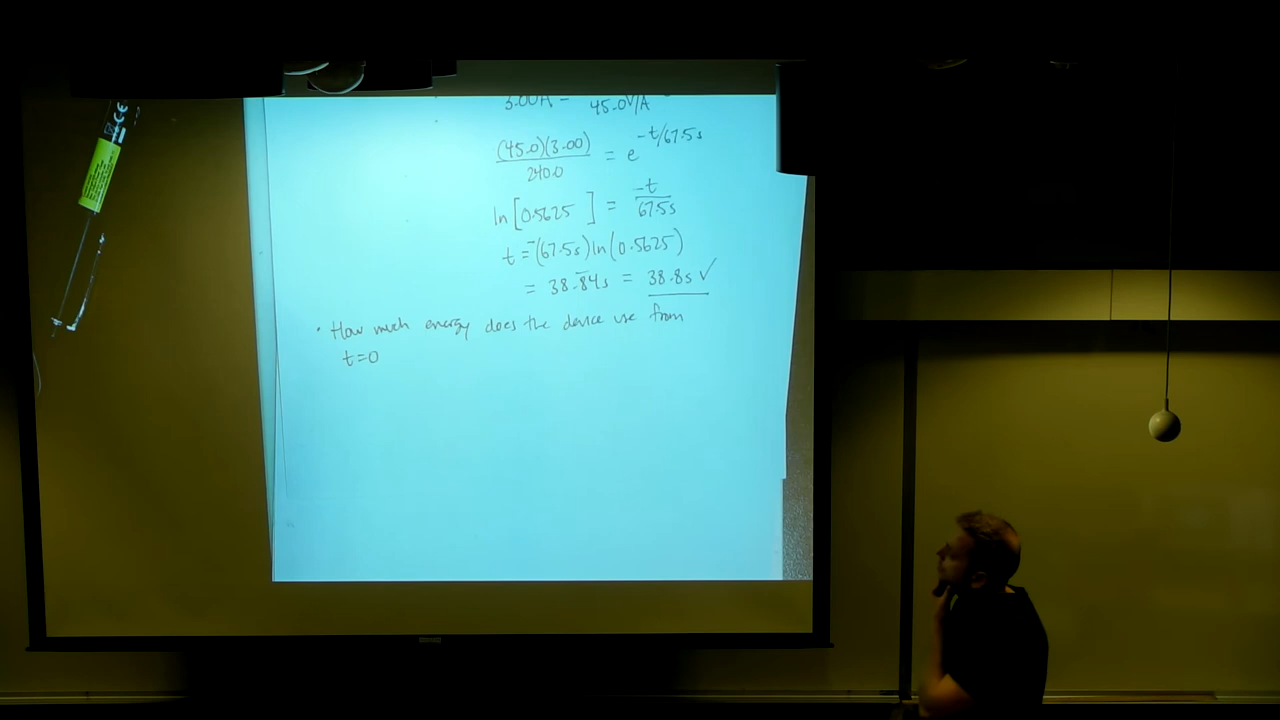 3.00A = 45.0V/A
(45.0)(3.00) / 240.0 = e^-t/67.5s
ln[0.5625 ] = -t / 67.5s
t = -(67.5s)ln(0.5625)
= 38.84s = 38.8s ✓
• How much energy does the device use from
t=0
CE